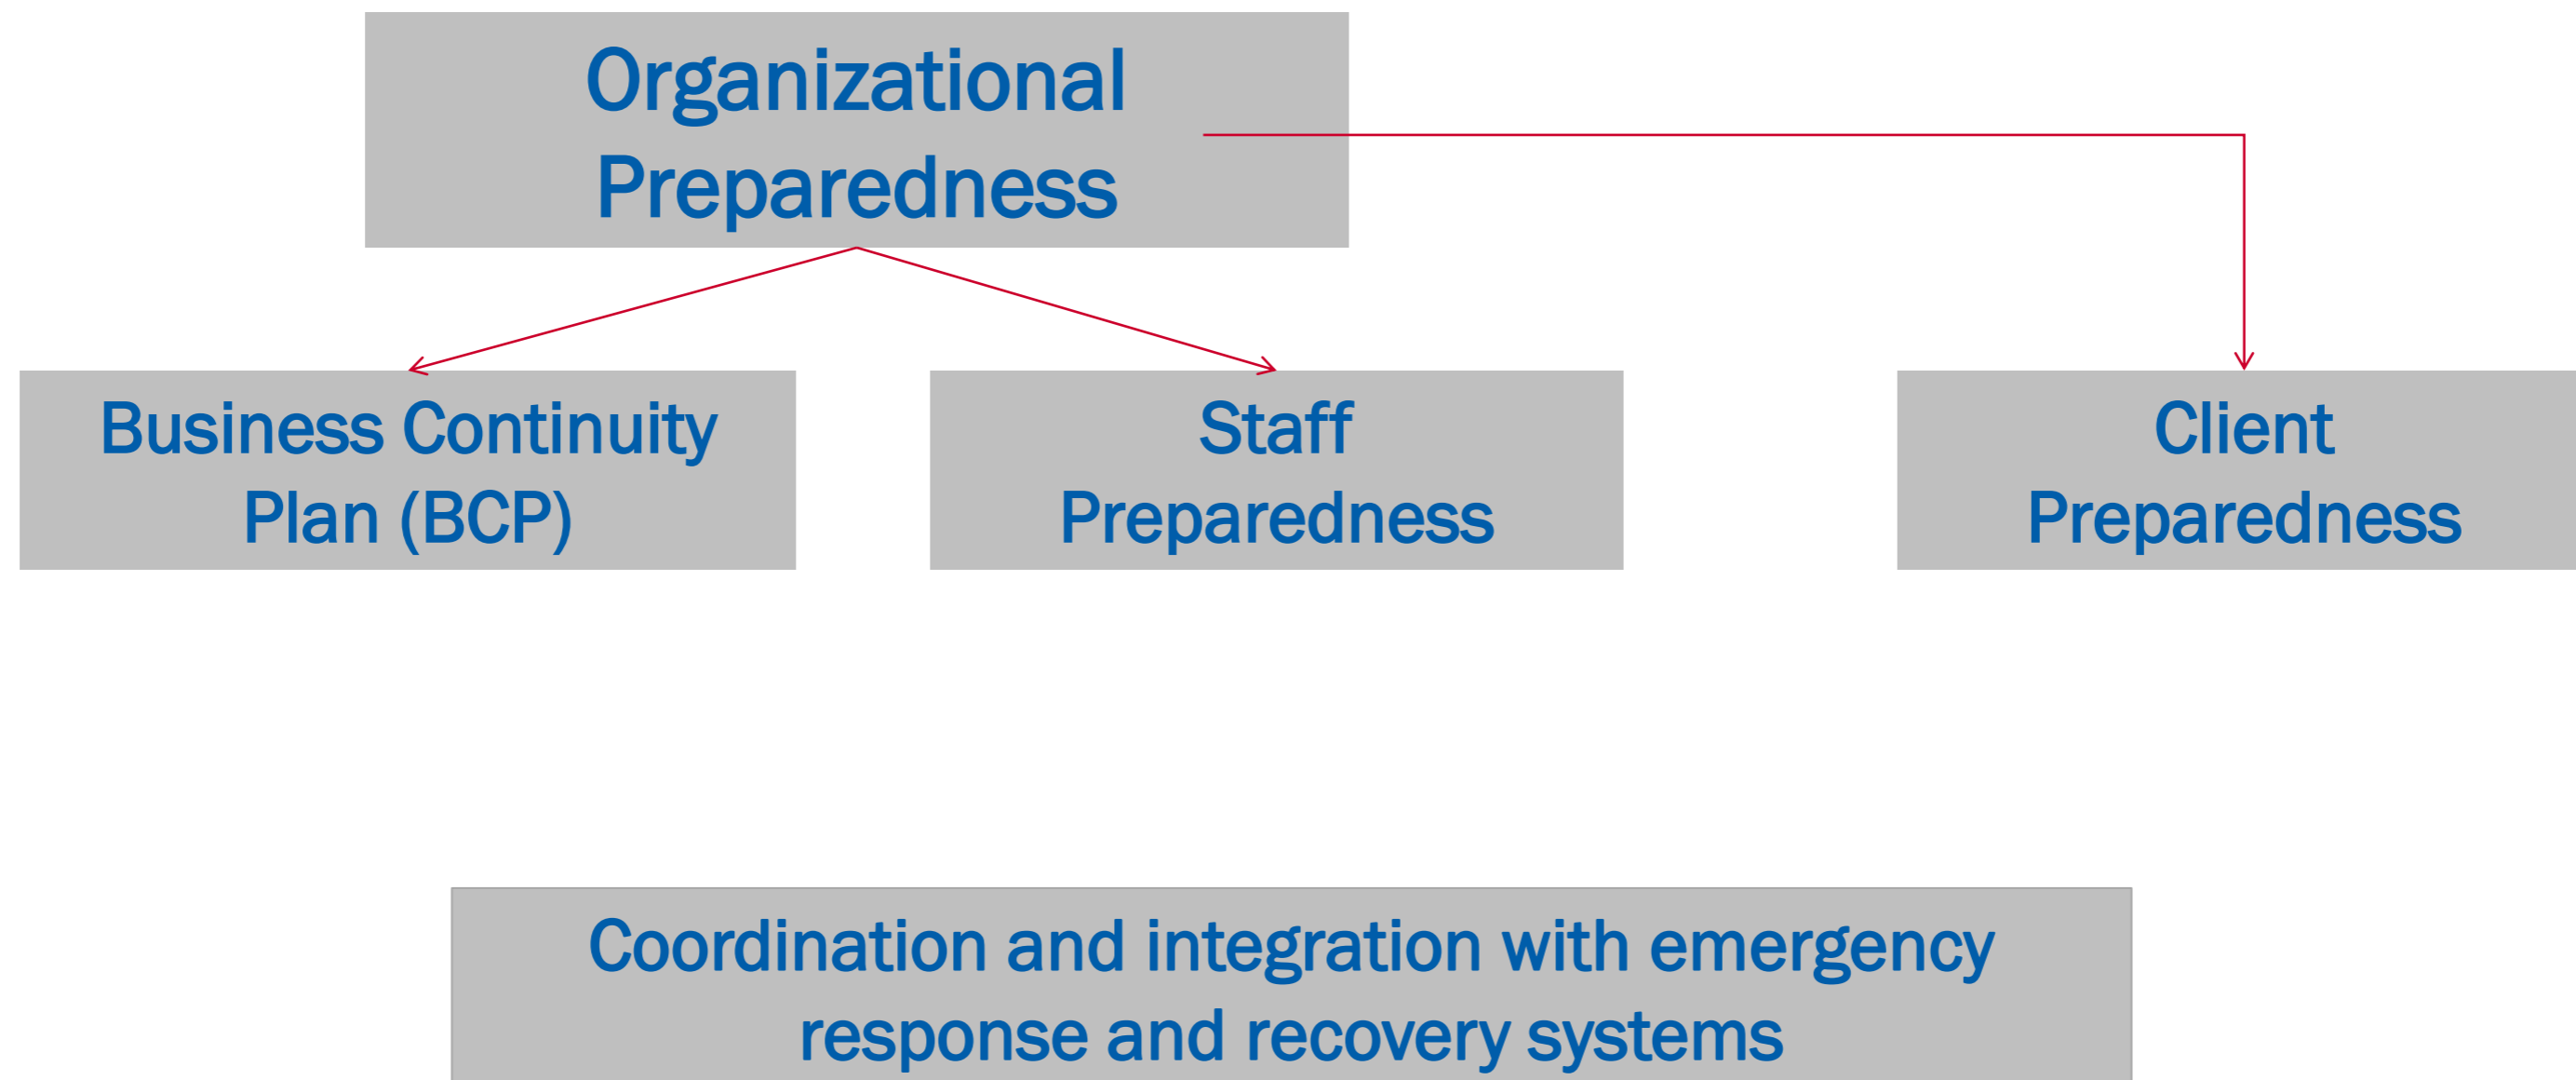 Organizational
Preparedness
Business Continuity
Plan (BCP)
Staff
Preparedness
Client
Preparedness
Coordination and integration with emergency
response and recovery systems